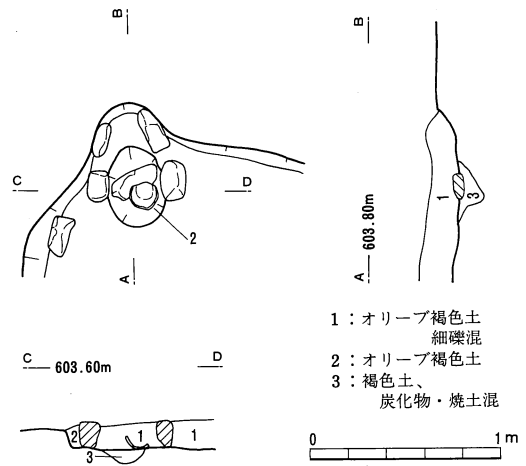 B
C
D
2
A
B
1
3
A
603.80m
C
603.60m
D
2
1
1
3
1：オリーブ褐色土
細礫混
2：オリーブ褐色土
3：褐色土、
炭化物・焼土混
0
1m